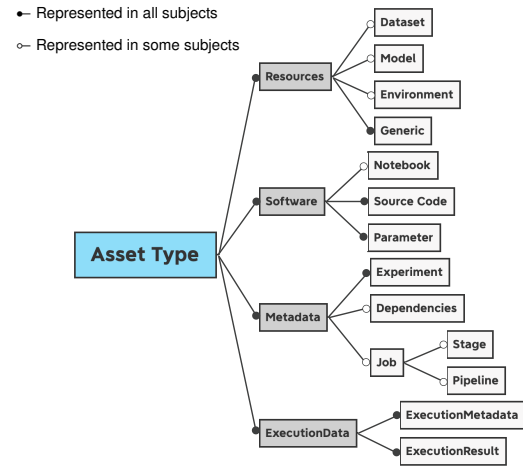 Represented in all subjects
Represented in some subjects
Asset Type
Resources
Dataset
Model
Environment
Generic
Software
Notebook
Source Code
Parameter
Metadata
Experiment
Dependencies
Job
Stage
Pipeline
ExecutionData
ExecutionMetadata
ExecutionResult